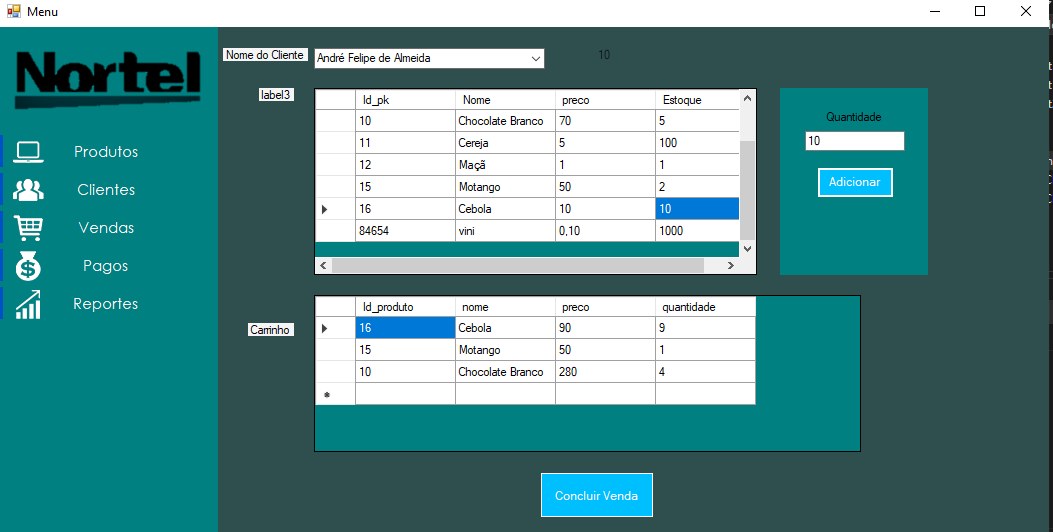 Menu
Nortel
Produtos
Clientes
Vendas
Pagos
Reportes
Nome do Cliente André Felipe de Almeida 10
label3
Id_pk Nome preco Estoque
10 Chocolate Branco 70 5
11 Cereja 5 100
12 Maçã 1 1
15 Motango 50 2
16 Cebola 10 10
84654 vini 0,10 1000
Quantidade
10
Adicionar
Carrinho
Id_produto nome preco quantidade
16 Cebola 90 9
15 Motango 50 1
10 Chocolate Branco 280 4
Concluir Venda